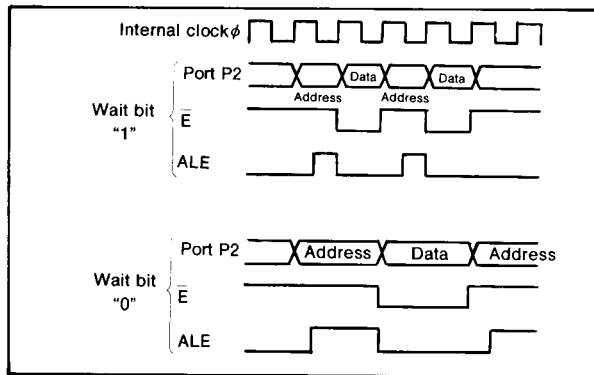 Internal clockϕ
Port P2
Data
Data
Address
Address
Wait bit
“1”
E̅
ALE
Port P2
Address
Data
Address
Wait bit
“0”
E̅
ALE